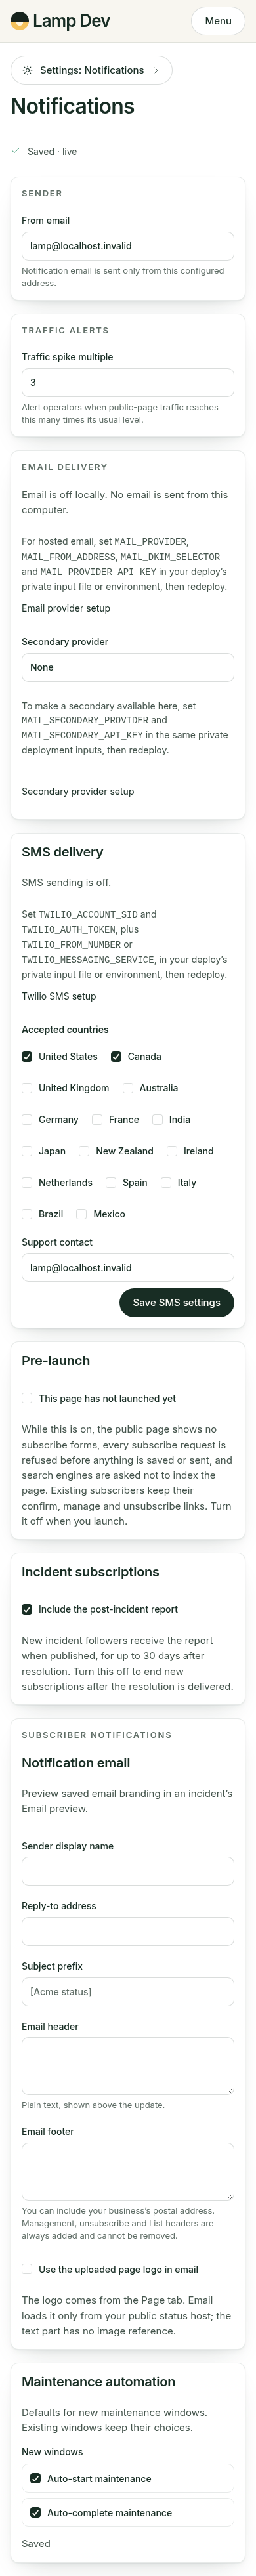 Lamp Dev
Menu
Settings: Notifications
Notifications
Saved · live
SENDER
From email
lamp@localhost.invalid
Notification email is sent only from this configured
address.
TRAFFIC ALERTS
Traffic spike multiple
3
Alert operators when public-page traffic reaches
this many times its usual level.
EMAIL DELIVERY
Email is off locally. No email is sent from this
computer.
For hosted email, set MAIL_PROVIDER,
MAIL_FROM_ADDRESS, MAIL_DKIM_SELECTOR
and MAIL_PROVIDER_API_KEY in your deploy’s
private input file or environment, then redeploy.
Email provider setup
Secondary provider
None
To make a secondary available here, set
MAIL_SECONDARY_PROVIDER and
MAIL_SECONDARY_API_KEY in the same private
deployment inputs, then redeploy.
Secondary provider setup
SMS delivery
SMS sending is off.
Set TWILIO_ACCOUNT_SID and
TWILIO_AUTH_TOKEN, plus
TWILIO_FROM_NUMBER or
TWILIO_MESSAGING_SERVICE, in your deploy’s
private input file or environment, then redeploy.
Twilio SMS setup
Accepted countries
United States Canada
United Kingdom Australia
Germany France India
Japan New Zealand Ireland
Netherlands Spain Italy
Brazil Mexico
Support contact
lamp@localhost.invalid
Save SMS settings
Pre-launch
This page has not launched yet
While this is on, the public page shows no
subscribe forms, every subscribe request is
refused before anything is saved or sent, and
search engines are asked not to index the
page. Existing subscribers keep their
confirm, manage and unsubscribe links. Turn
it off when you launch.
Incident subscriptions
Include the post-incident report
New incident followers receive the report
when published, for up to 30 days after
resolution. Turn this off to end new
subscriptions after the resolution is delivered.
SUBSCRIBER NOTIFICATIONS
Notification email
Preview saved email branding in an incident’s
Email preview.
Sender display name
Reply-to address
Subject prefix
[Acme status]
Email header
Plain text, shown above the update.
Email footer
You can include your business’s postal address.
Management, unsubscribe and List headers are
always added and cannot be removed.
Use the uploaded page logo in email
The logo comes from the Page tab. Email
loads it only from your public status host; the
text part has no image reference.
Maintenance automation
Defaults for new maintenance windows.
Existing windows keep their choices.
New windows
Auto-start maintenance
Auto-complete maintenance
Saved